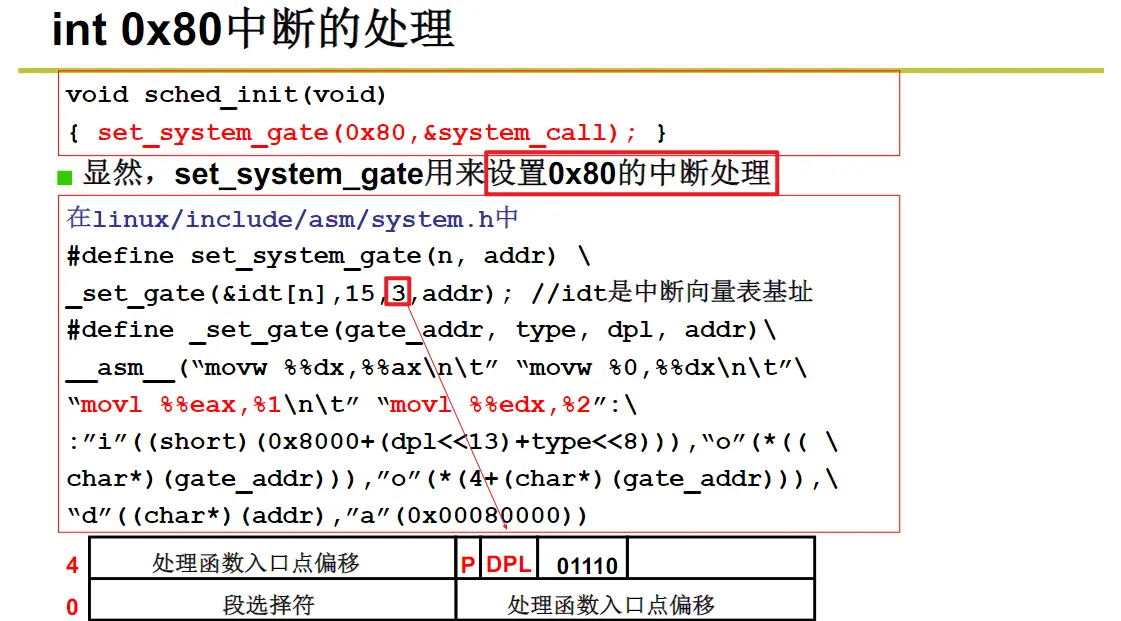 int 0x80中断的处理
void sched_init(void)
{ set_system_gate(0x80,&system_call); }
显然，set_system_gate用来设置0x80的中断处理
在linux/include/asm/system.h中
#define set_system_gate(n, addr) \
_set_gate(&idt[n],15,3,addr); //idt是中断向量表基址
#define _set_gate(gate_addr, type, dpl, addr)\
__asm__(“movw %%dx,%%ax\n\t” “movw %0,%%dx\n\t”\
“movl %%eax,%1\n\t” “movl %%edx,%2”:\
:”i”((short)(0x8000+(dpl<<13)+type<<8))),“o”(*(( \
char*)(gate_addr))),”o”(*(4+(char*)(gate_addr))),\
“d”((char*)(addr),”a”(0x00080000))
4 处理函数入口点偏移 P DPL 01110
0 段选择符 处理函数入口点偏移